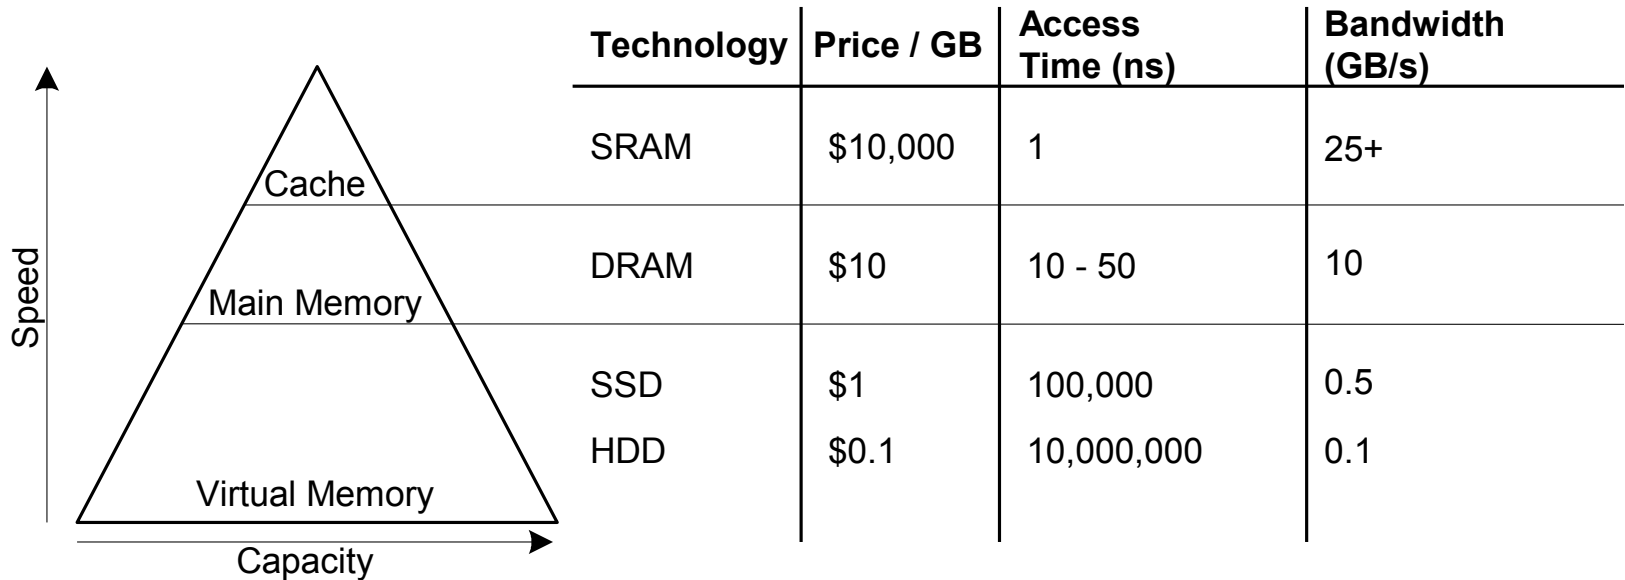 Technology Price / GB Access Time (ns) Bandwidth (GB/s)
Cache
SRAM $10,000 1 25+
Main Memory
DRAM $10 10 - 50 10
SSD $1 100,000 0.5
HDD $0.1 10,000,000 0.1
Virtual Memory
Speed
Capacity